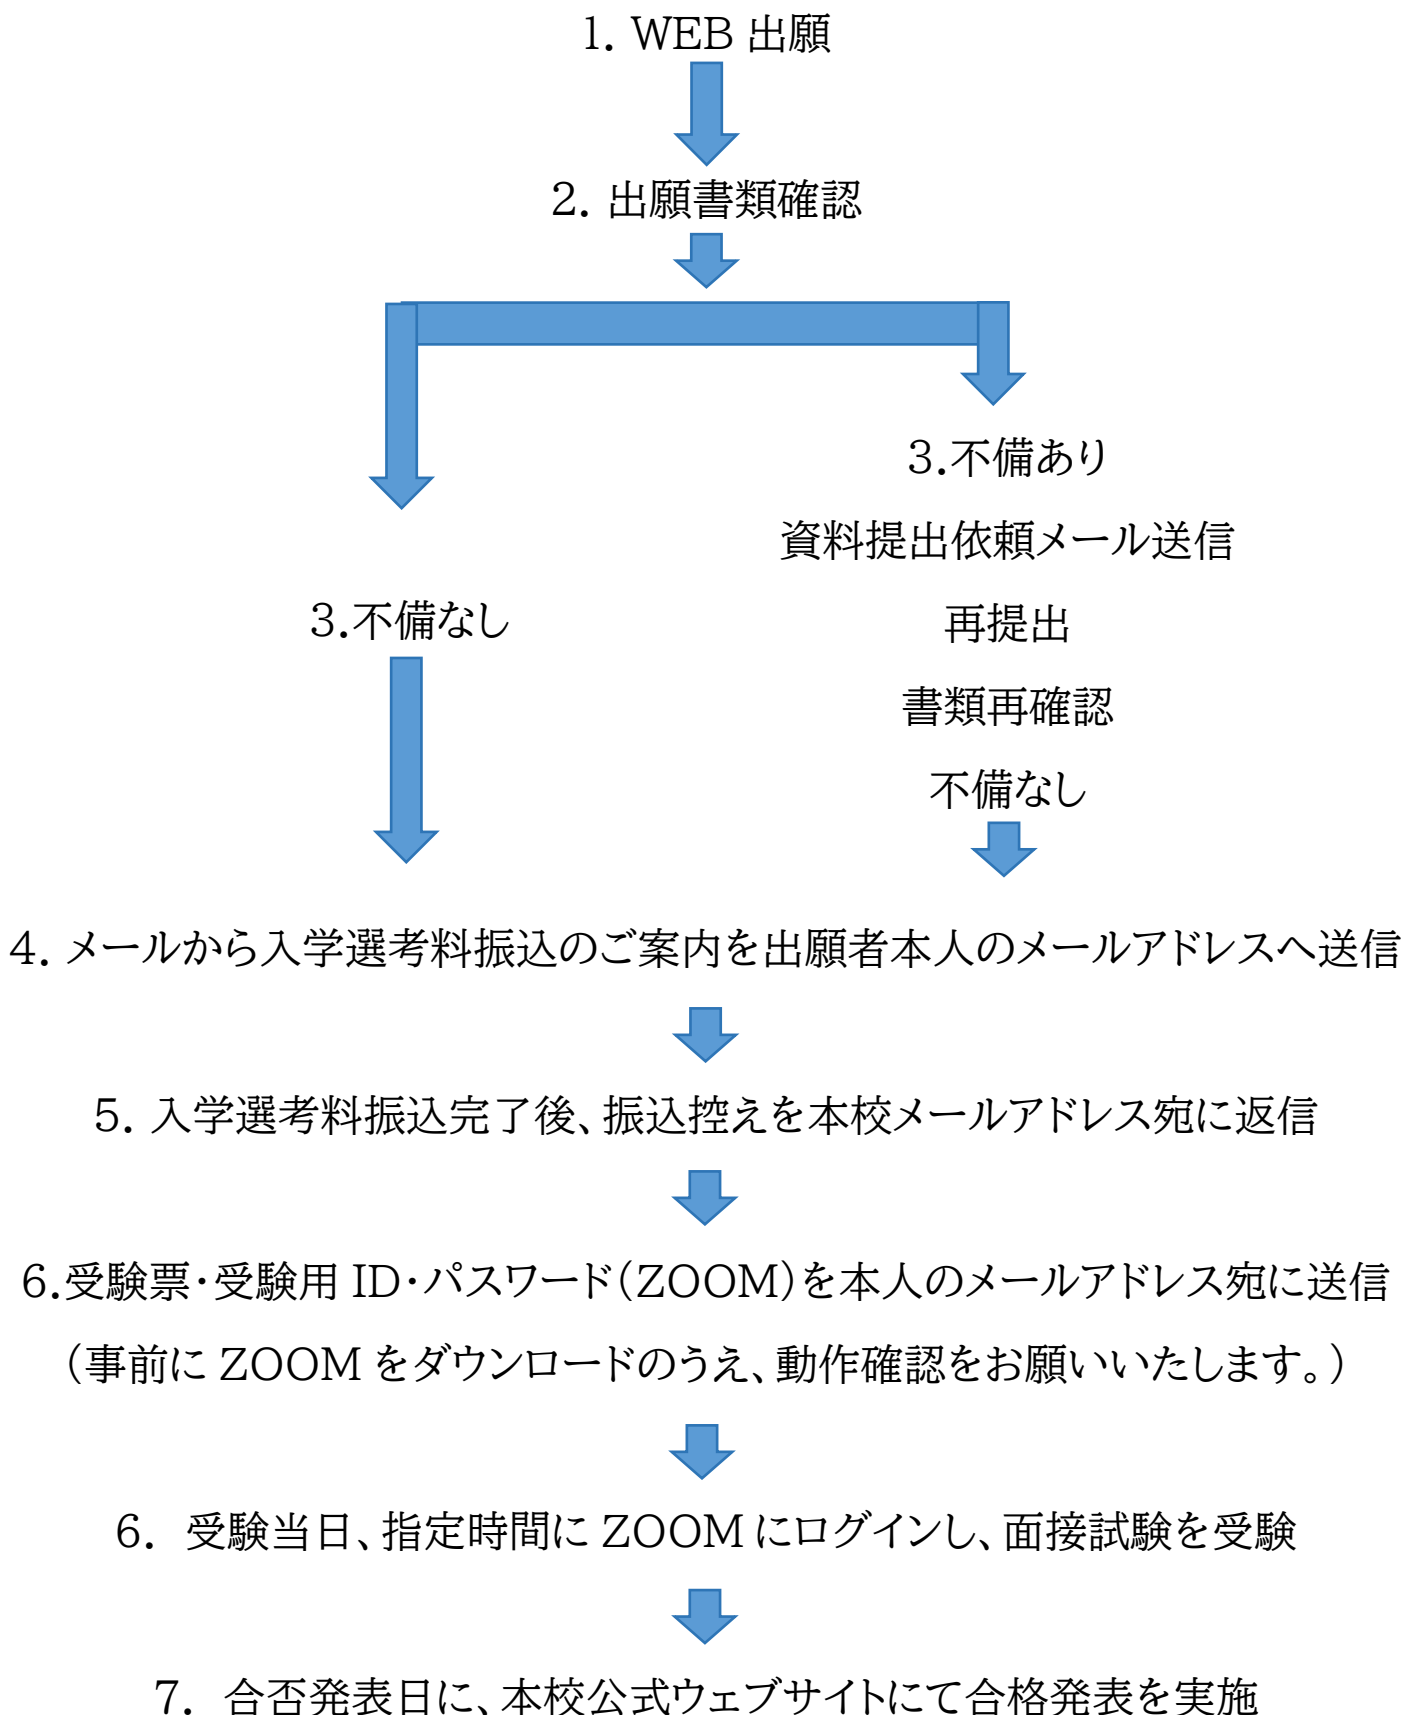 1. WEB 出願
2. 出願書類確認
3.不備あり
資料提出依頼メール送信
3.不備なし
再提出
書類再確認
不備なし
4. メールから入学選考料振込のご案内を出願者本人のメールアドレスへ送信
5. 入学選考料振込完了後、振込控えを本校メールアドレス宛に返信
6.受験票・受験用 ID・パスワード(ZOOM)を本人のメールアドレス宛に送信
(事前に ZOOM をダウンロードのうえ、動作確認をお願いいたします。)
6. 受験当日、指定時間に ZOOM にログインし、面接試験を受験
7. 合否発表日に、本校公式ウェブサイトにて合格発表を実施